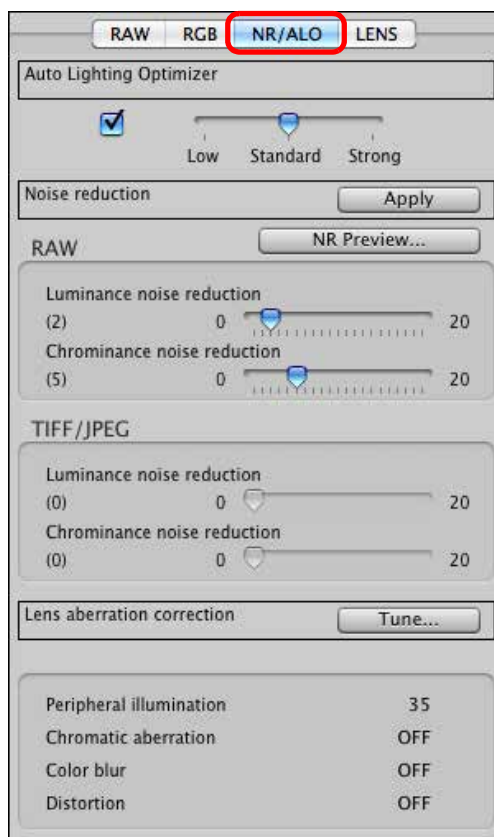 RAW RGB NR/ALO LENS
Auto Lighting Optimizer
Low Standard Strong
Noise reduction Apply
RAW NR Preview...
Luminance noise reduction
(2) 0 20
Chrominance noise reduction
(5) 0 20
TIFF/JPEG
Luminance noise reduction
(0) 0 20
Chrominance noise reduction
(0) 0 20
Lens aberration correction Tune...
Peripheral illumination 35
Chromatic aberration OFF
Color blur OFF
Distortion OFF